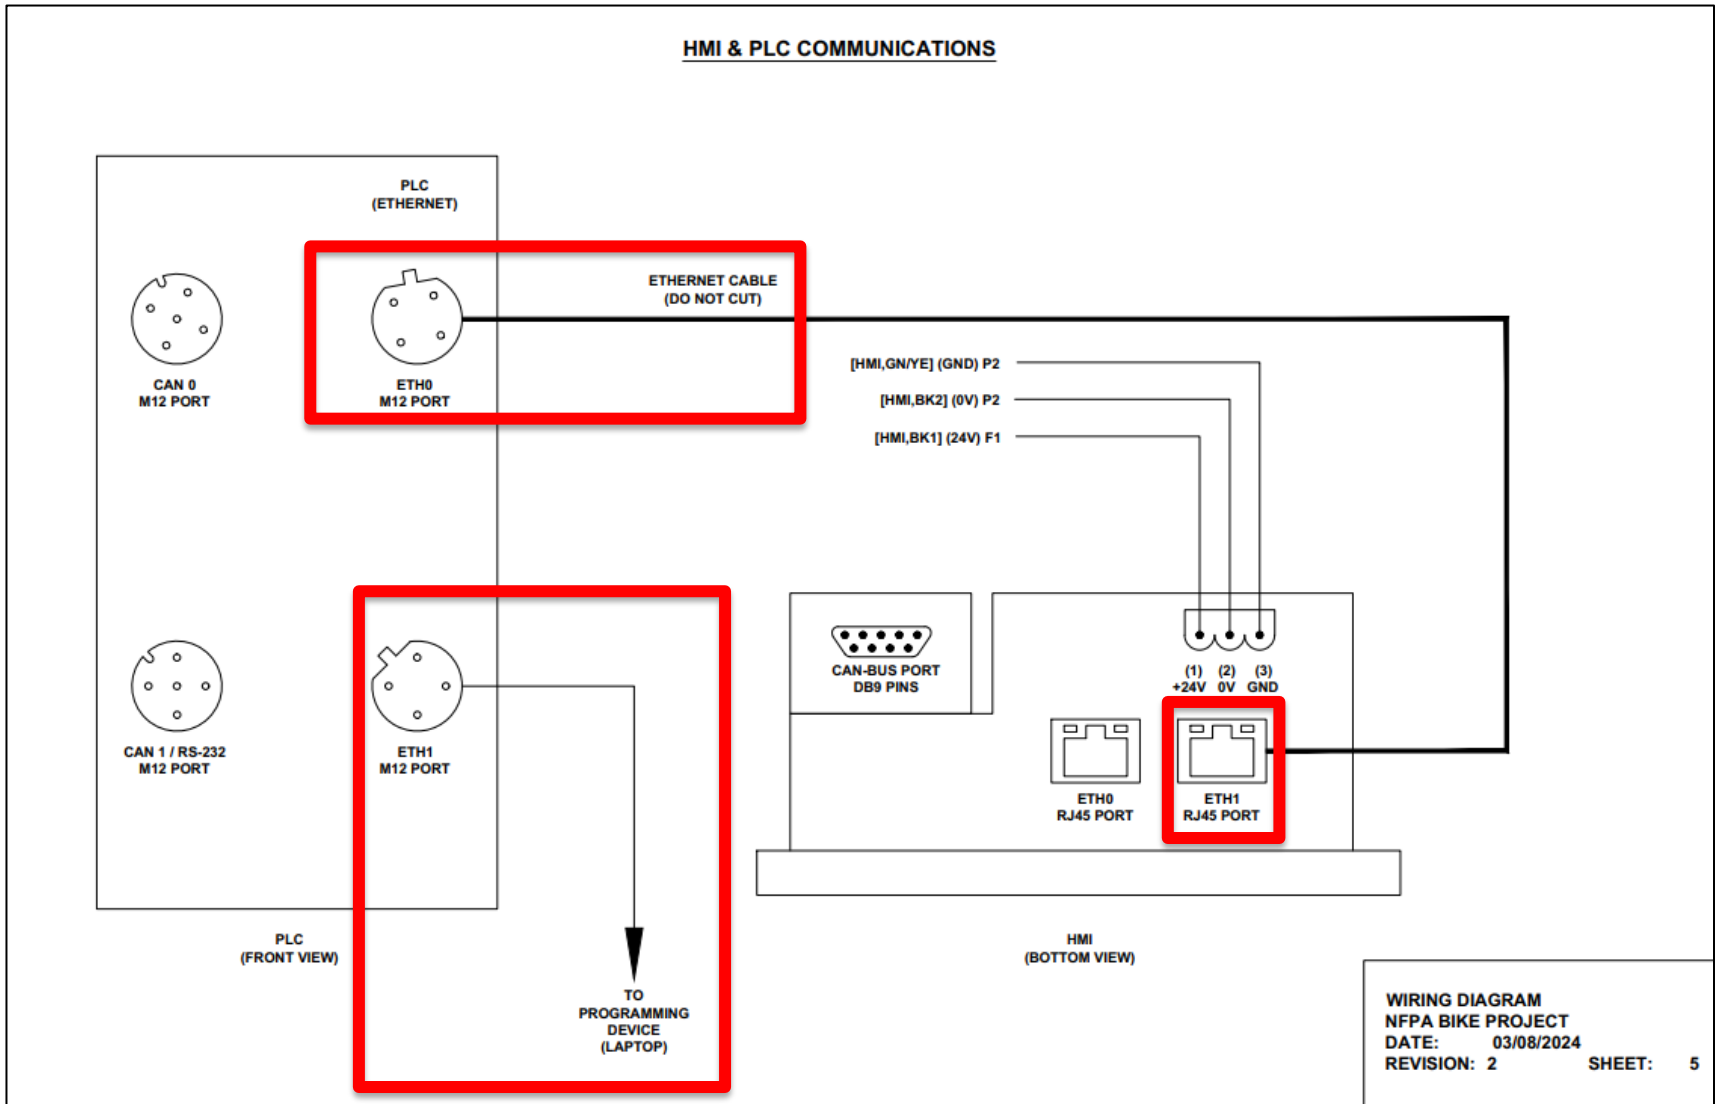 HMI & PLC COMMUNICATIONS
PLC
(ETHERNET)
ETHERNET CABLE
(DO NOT CUT)
CAN 0
M12 PORT
ETH0
M12 PORT
[HMI,GN/YE] (GND) P2
[HMI,BK2] (0V) P2
[HMI,BK1] (24V) F1
CAN 1 / RS-232
M12 PORT
ETH1
M12 PORT
CAN-BUS PORT
DB9 PINS
(1) (2) (3)
+24V 0V GND
ETH0
RJ45 PORT
ETH1
RJ45 PORT
PLC
(FRONT VIEW)
TO
PROGRAMMING
DEVICE
(LAPTOP)
HMI
(BOTTOM VIEW)
WIRING DIAGRAM
NFPA BIKE PROJECT
DATE: 03/08/2024
REVISION: 2 SHEET: 5